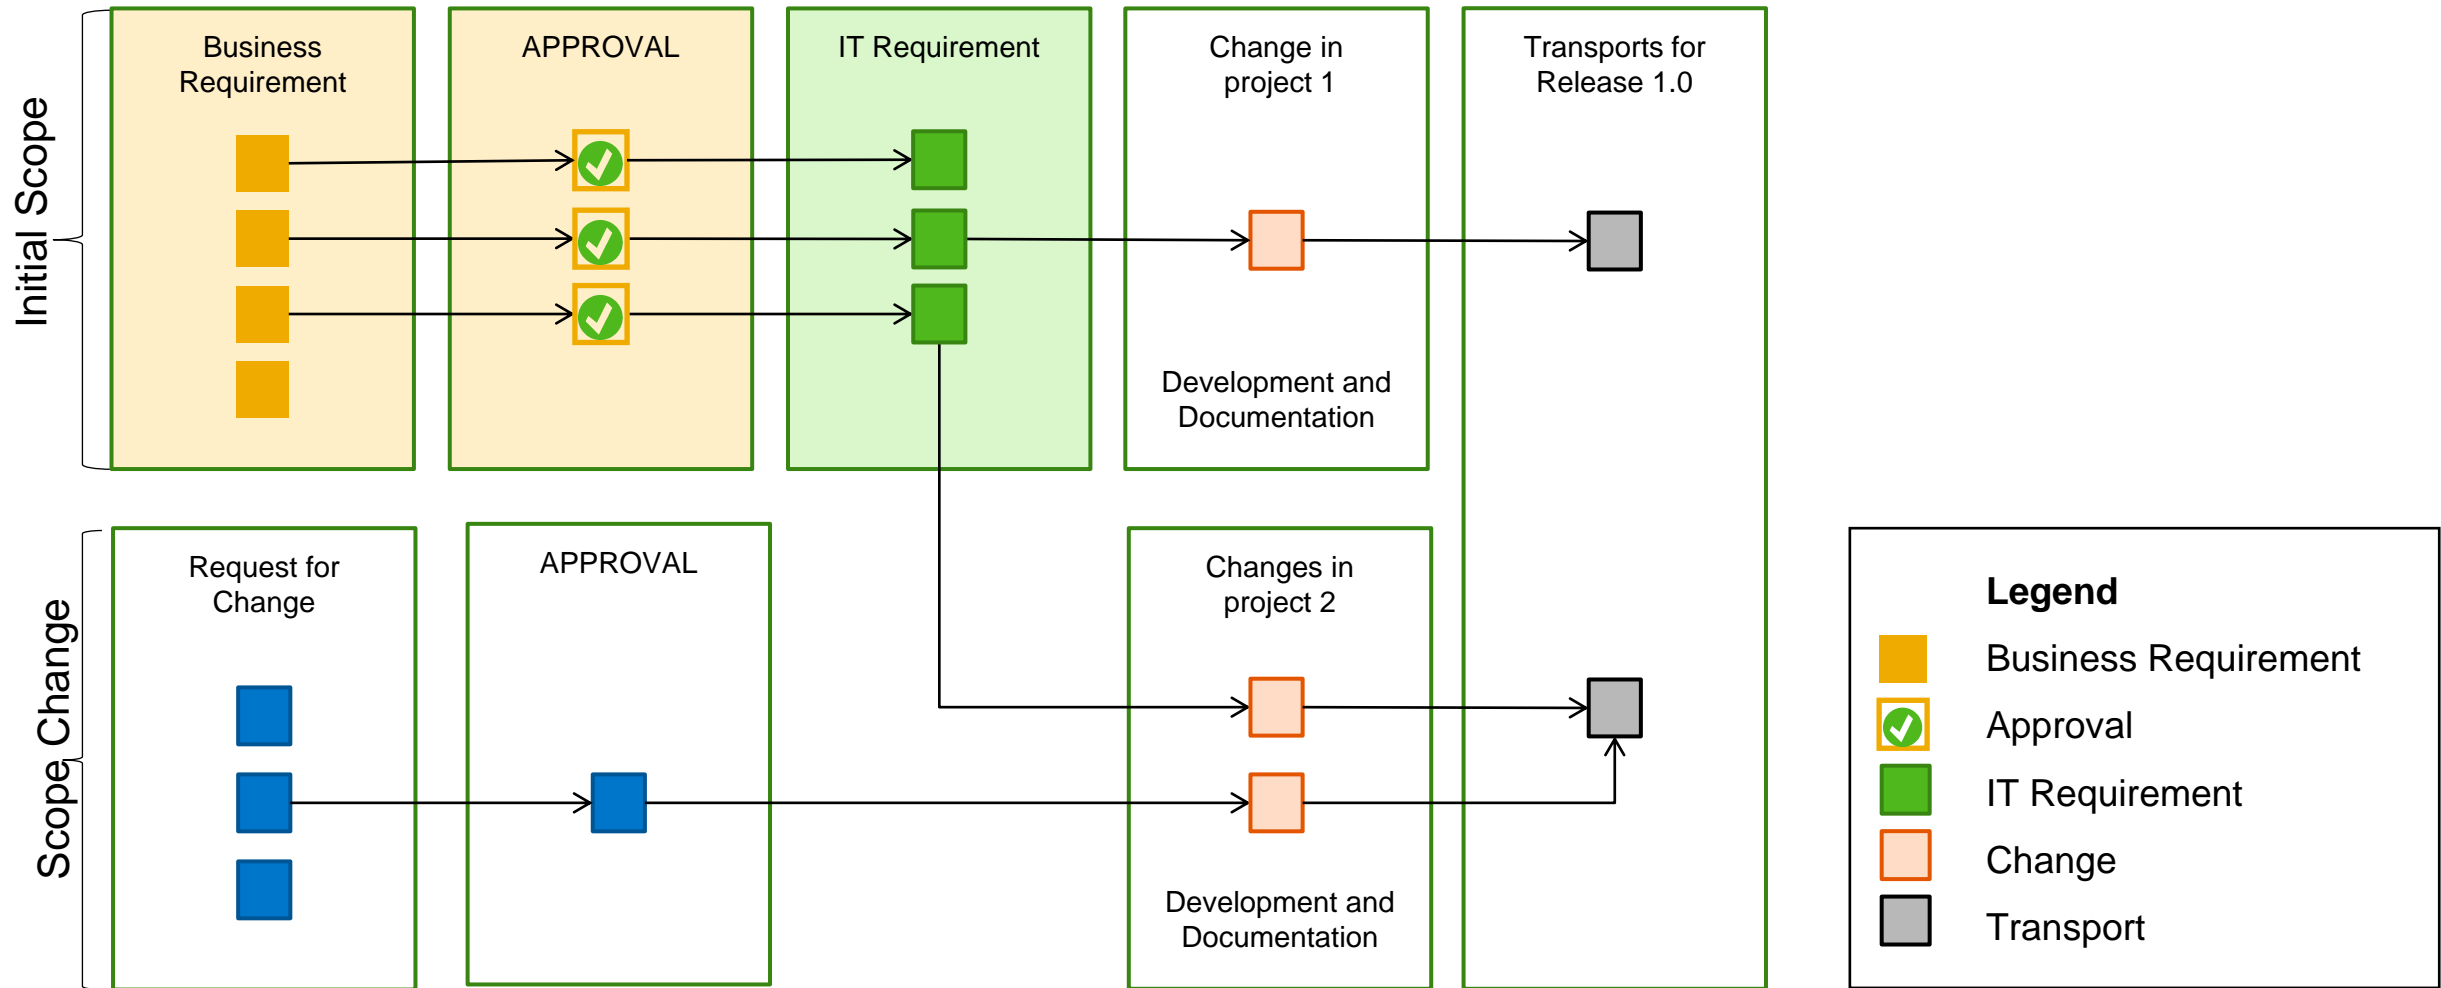 Initial Scope
Business
Requirement
APPROVAL
IT Requirement
Change in
project 1
Development and
Documentation
Transports for
Release 1.0
Scope Change
Request for
Change
APPROVAL
Changes in
project 2
Development and
Documentation
Legend
Business Requirement
Approval
IT Requirement
Change
Transport